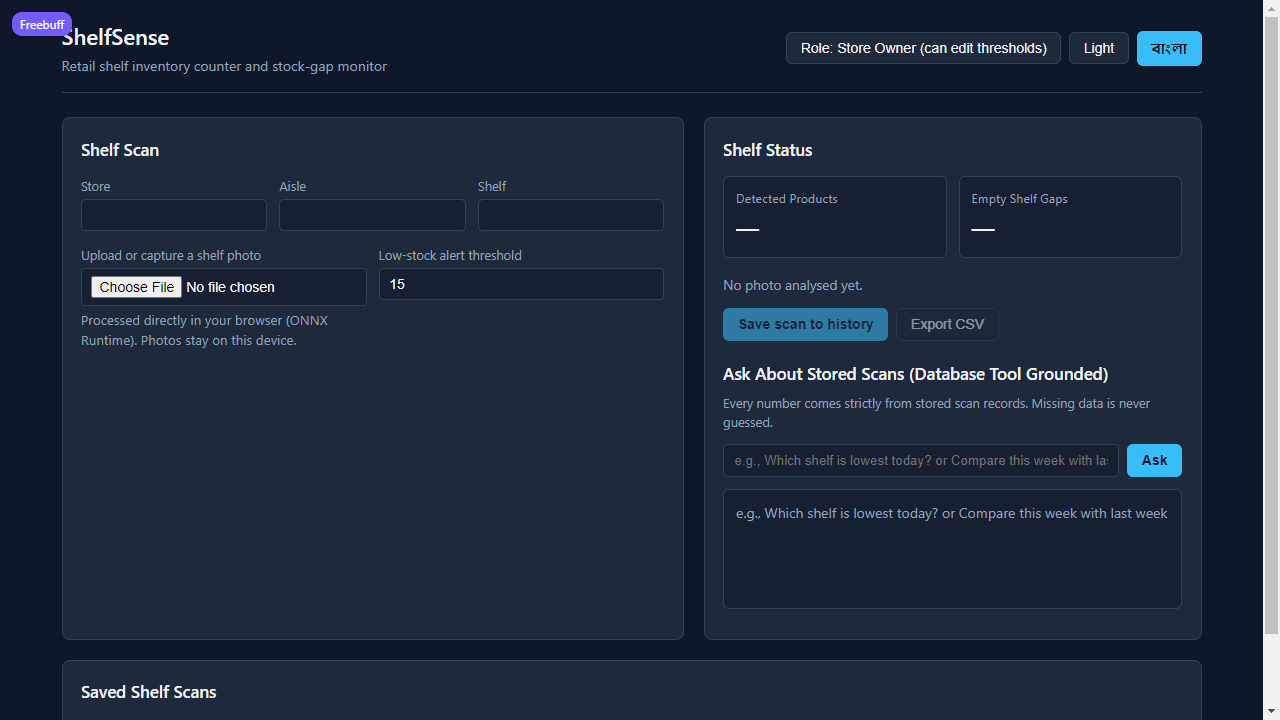 Freebuff
ShelfSense
Retail shelf inventory counter and stock-gap monitor
Role: Store Owner (can edit thresholds)
Light
বাংলা
Shelf Scan
Store
Aisle
Shelf
Upload or capture a shelf photo
Low-stock alert threshold
Choose File No file chosen
15
Processed directly in your browser (ONNX
Runtime). Photos stay on this device.
Shelf Status
Detected Products
Empty Shelf Gaps
—
—
No photo analysed yet.
Save scan to history
Export CSV
Ask About Stored Scans (Database Tool Grounded)
Every number comes strictly from stored scan records. Missing data is never
guessed.
e.g., Which shelf is lowest today? or Compare this week with la
Ask
e.g., Which shelf is lowest today? or Compare this week with last week
Saved Shelf Scans